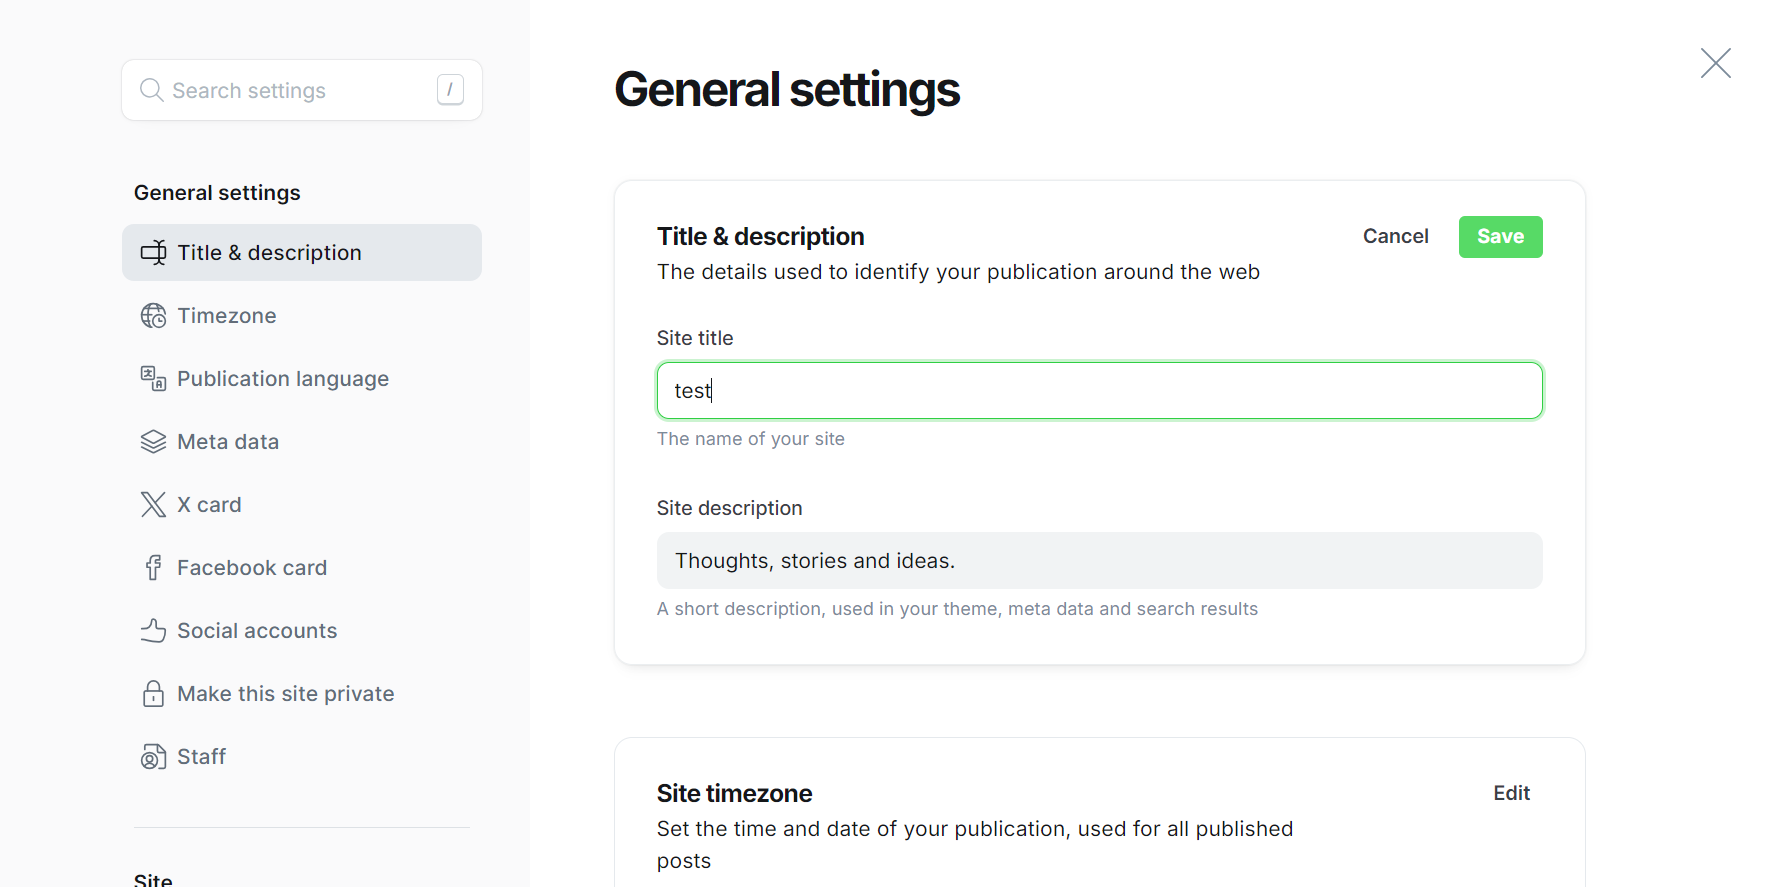 Search settings /
General settings
Title & description
Timezone
Publication language
Meta data
X card
Facebook card
Social accounts
Make this site private
Staff
Site
General settings
Title & description
Cancel
Save
The details used to identify your publication around the web
Site title
test
The name of your site
Site description
Thoughts, stories and ideas.
A short description, used in your theme, meta data and search results
Site timezone
Edit
Set the time and date of your publication, used for all published
posts